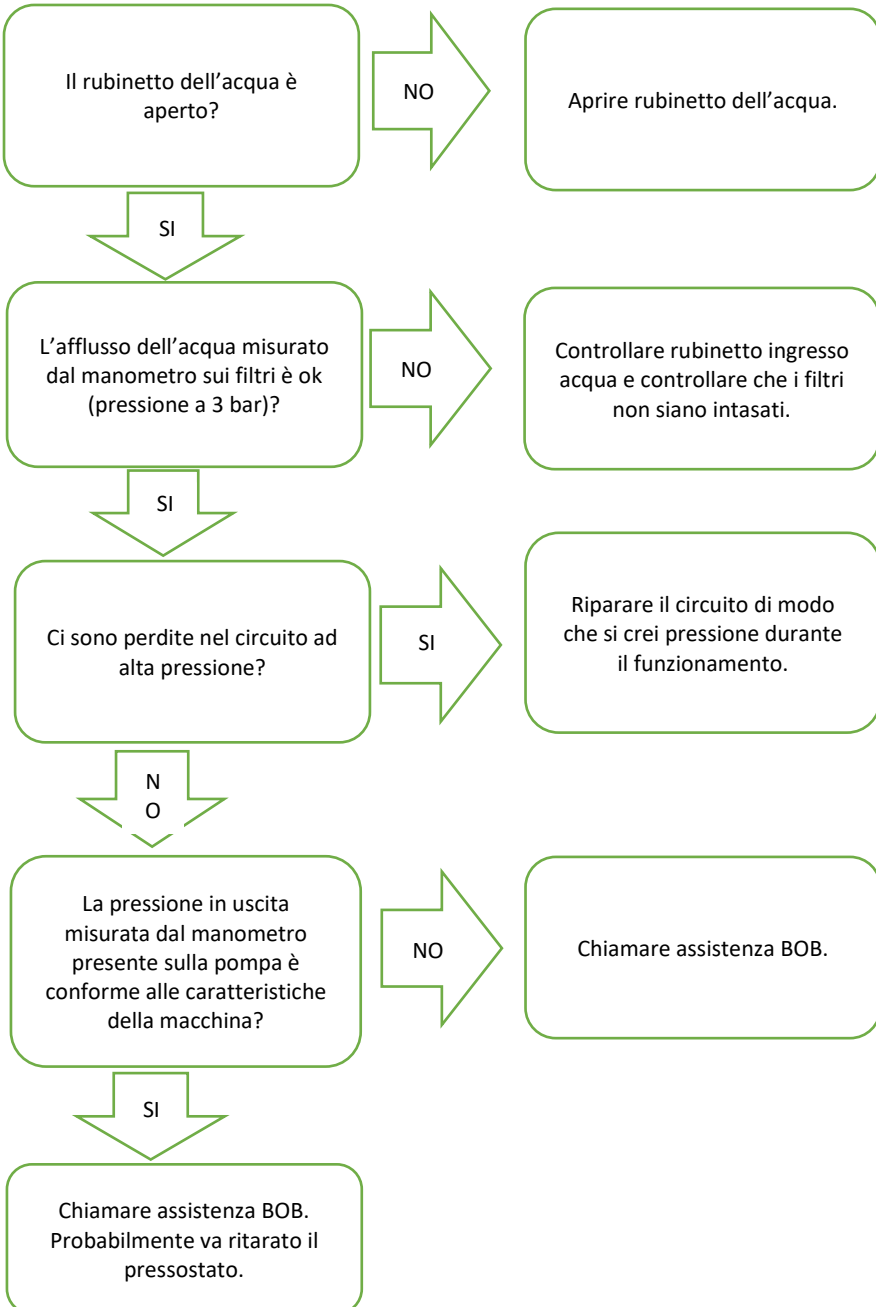 Il rubinetto dell'acqua è
aperto?
NO
Aprire rubinetto dell'acqua.
SI
L'afflusso dell'acqua misurato
dal manometro sui filtri è ok
(pressione a 3 bar)?
NO
Controllare rubinetto ingresso
acqua e controllare che i filtri
non siano intasati.
SI
Ci sono perdite nel circuito ad
alta pressione?
SI
Riparare il circuito di modo
che si crei pressione durante
il funzionamento.
N
O
La pressione in uscita
misurata dal manometro
presente sulla pompa è
conforme alle caratteristiche
della macchina?
NO
Chiamare assistenza BOB.
SI
Chiamare assistenza BOB.
Probabilmente va ritarato il
pressostato.